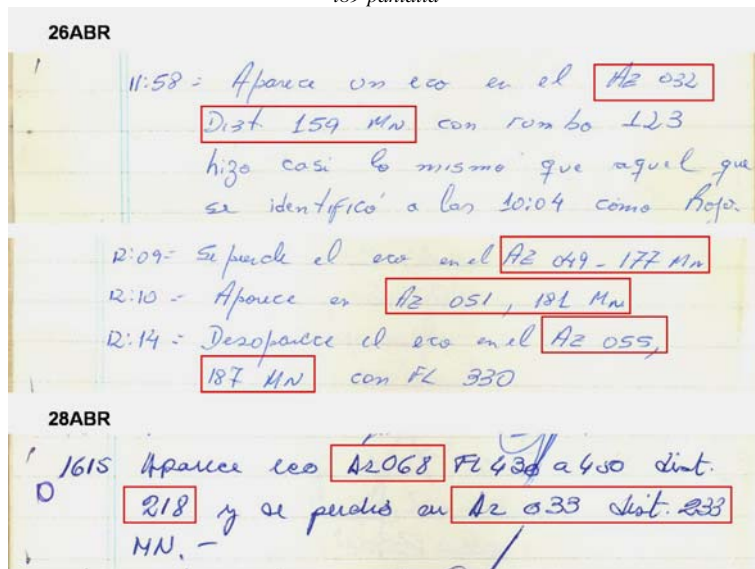 189 pantalla
26ABR
11:58 = Aparece un eco en el Az 032
Dist 159 MN con rumbo 123
hizo casi lo mismo que aquel que
se identificó a las 10:04 como Rojo.
12:09= Se pierde el eco en el Az 049 - 177 MN
12:10 = Aparece en Az 051, 181 MN
12:14 = Desaparece el eco en el Az 055,
187 MN con FL 330
28ABR
1615 Aparece eco Az068 FL430 a 450 dist.
218 y se perdió en Az 033 dist. 233
MN. -